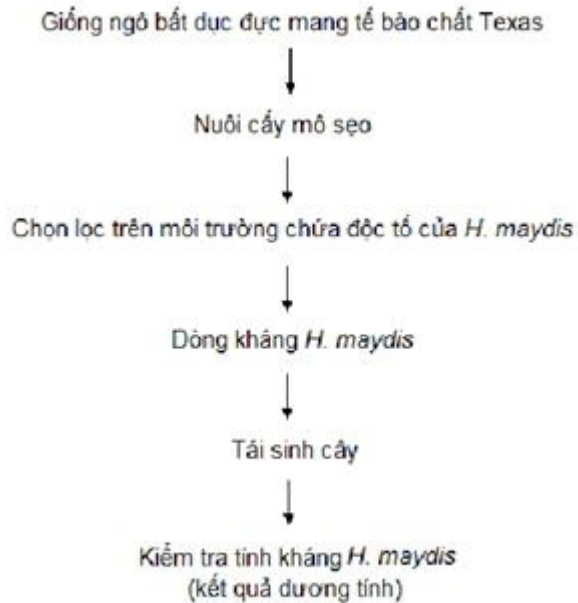 Giống ngô bất dục đực mang tế bào chất Texas
Nuôi cấy mô sẹo
Chọn lọc trên môi trường chứa độc tố của H. maydis
Dòng kháng H. maydis
Tái sinh cây
Kiểm tra tính kháng H. maydis
(kết quả dương tính)